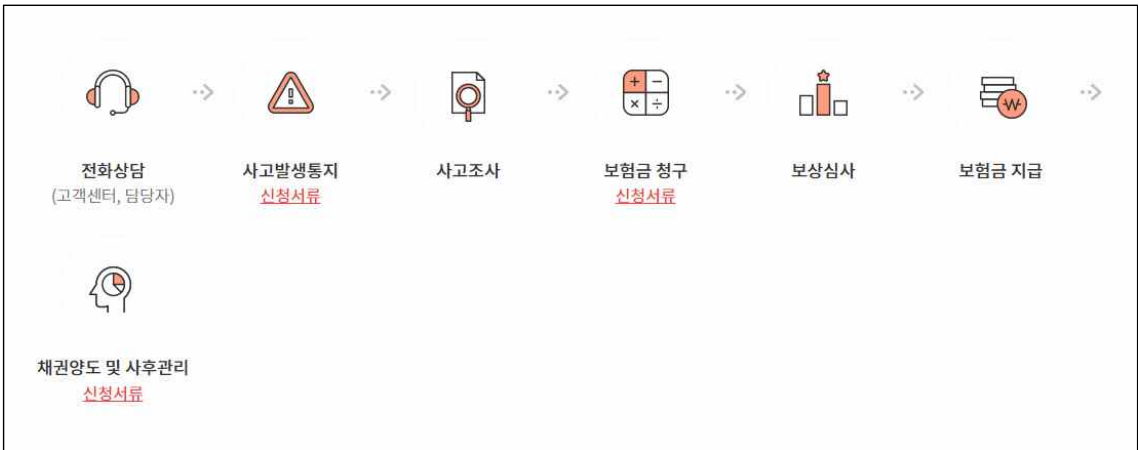 전화상담
(고객센터, 담당자)
사고발생통지
신청서류
사고조사
보험금 청구
신청서류
보상심사
보험금 지급
채권양도 및 사후관리
신청서류